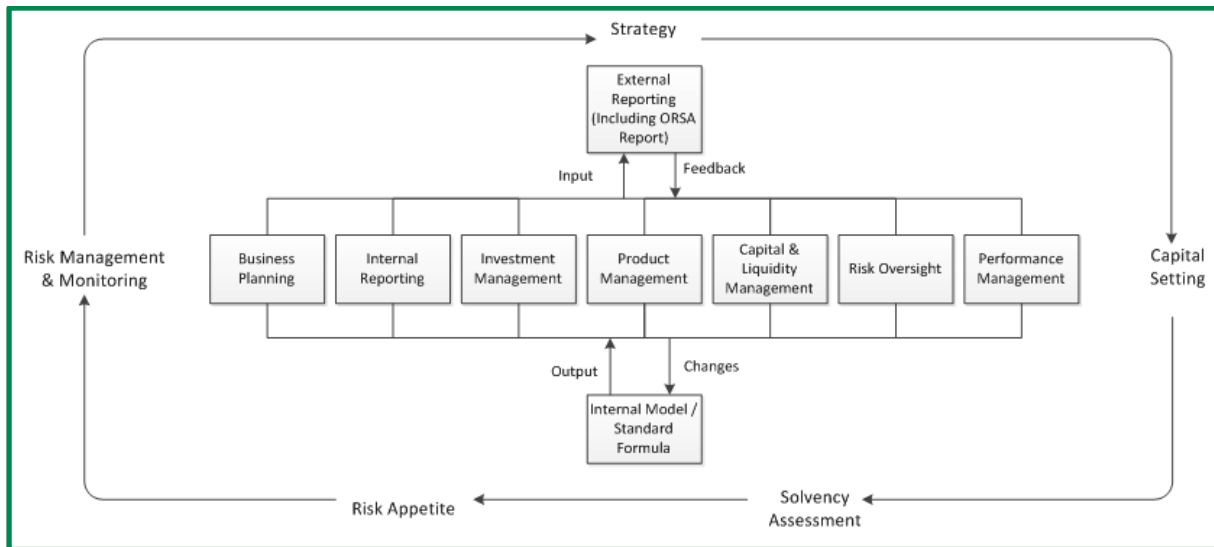 Strategy
External
Reporting
(Including ORSA
Report)
Input
Feedback
Risk Management
& Monitoring
Business
Planning
Internal
Reporting
Investment
Management
Product
Management
Capital &
Liquidity
Management
Risk Oversight
Performance
Management
Capital
Setting
Output
Changes
Internal Model /
Standard
Formula
Risk Appetite
Solvency
Assessment